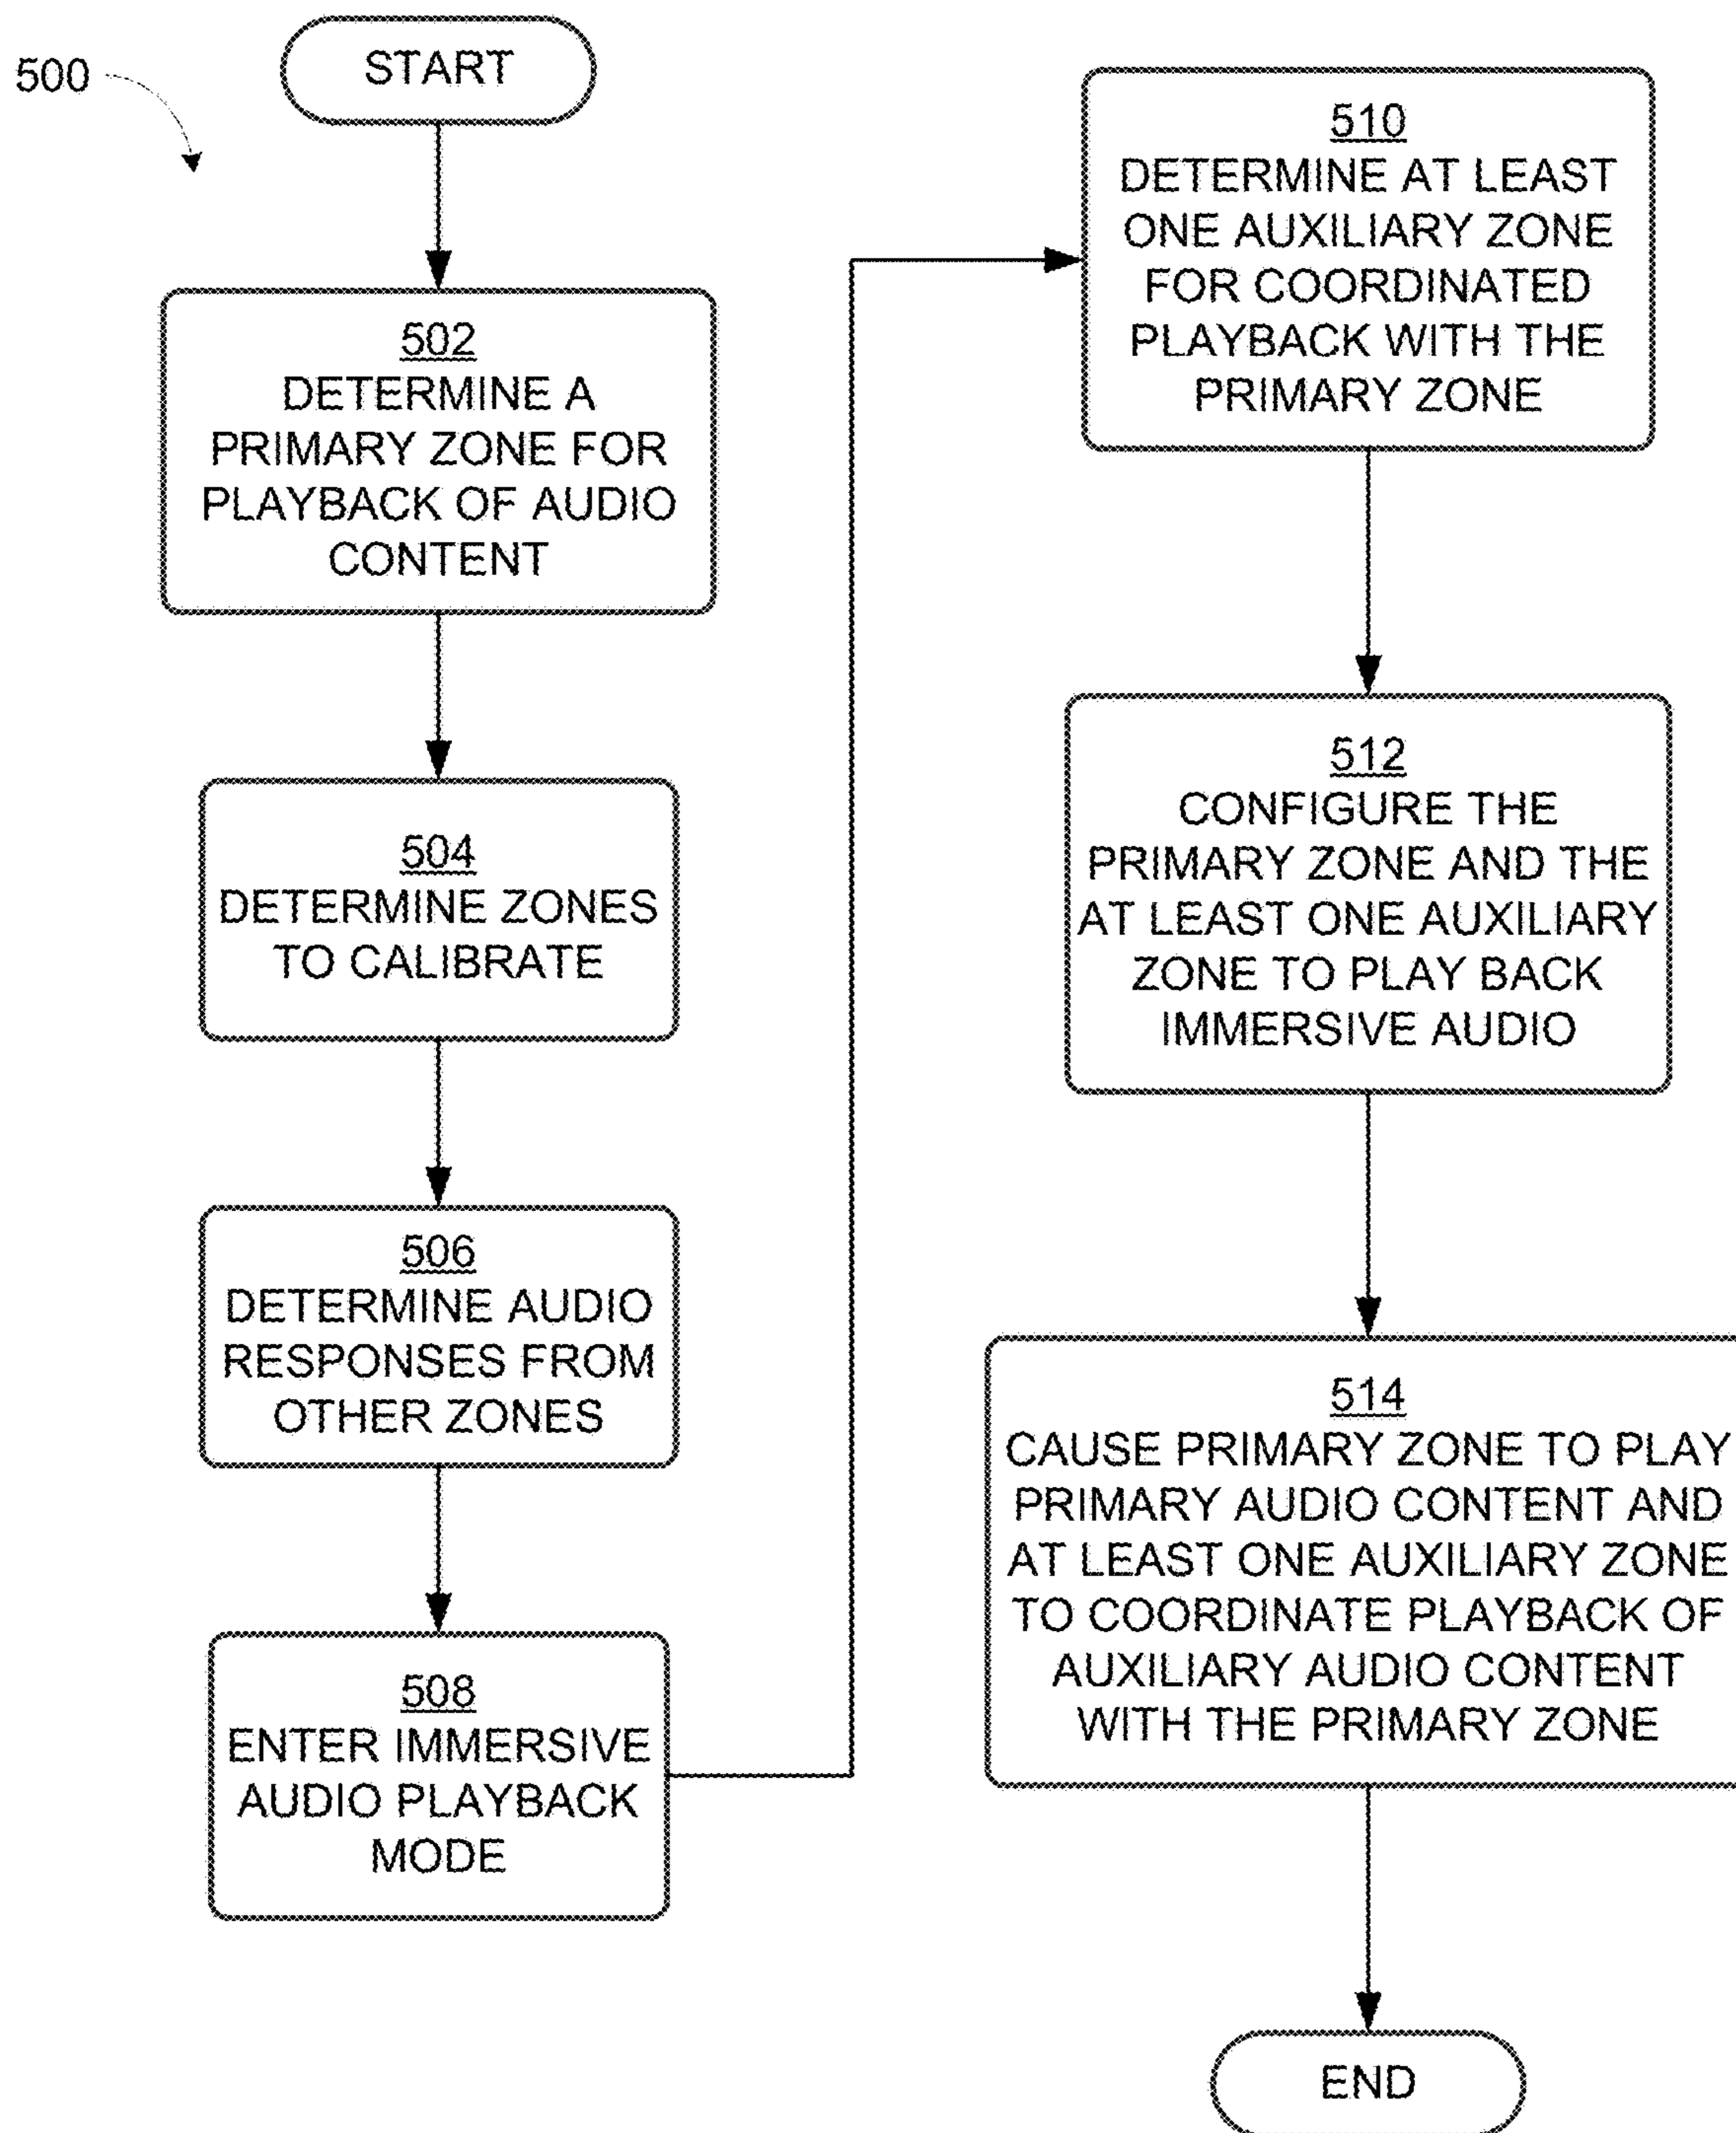 500
START
502
DETERMINE A
PRIMARY ZONE FOR
PLAYBACK OF AUDIO
CONTENT
504
DETERMINE ZONES
TO CALIBRATE
506
DETERMINE AUDIO
RESPONSES FROM
OTHER ZONES
508
ENTER IMMERSIVE
AUDIO PLAYBACK
MODE
510
DETERMINE AT LEAST
ONE AUXILIARY ZONE
FOR COORDINATED
PLAYBACK WITH THE
PRIMARY ZONE
512
CONFIGURE THE
PRIMARY ZONE AND THE
AT LEAST ONE AUXILIARY
ZONE TO PLAY BACK
IMMERSIVE AUDIO
514
CAUSE PRIMARY ZONE TO PLAY
PRIMARY AUDIO CONTENT AND
AT LEAST ONE AUXILIARY ZONE
TO COORDINATE PLAYBACK OF
AUXILIARY AUDIO CONTENT
WITH THE PRIMARY ZONE
END